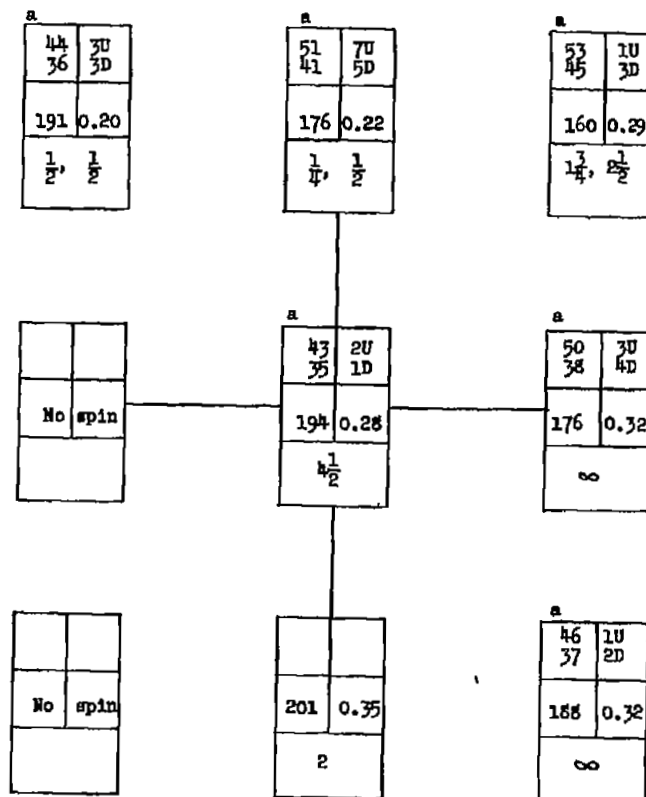 a a a
44 3U 51 7U 53 1U
36 3D 41 5D 45 3D
191 0.20 176 0.22 160 0.29
1/2, 1/2 1/4, 1/2 1 3/4, 2 1/2
a a
43 2U 50 3U
35 1D 38 4D
No spin 194 0.28 176 0.32
4 1/2 ∞
a
46 1U
37 2D
No spin 201 0.35 188 0.32
2 ∞